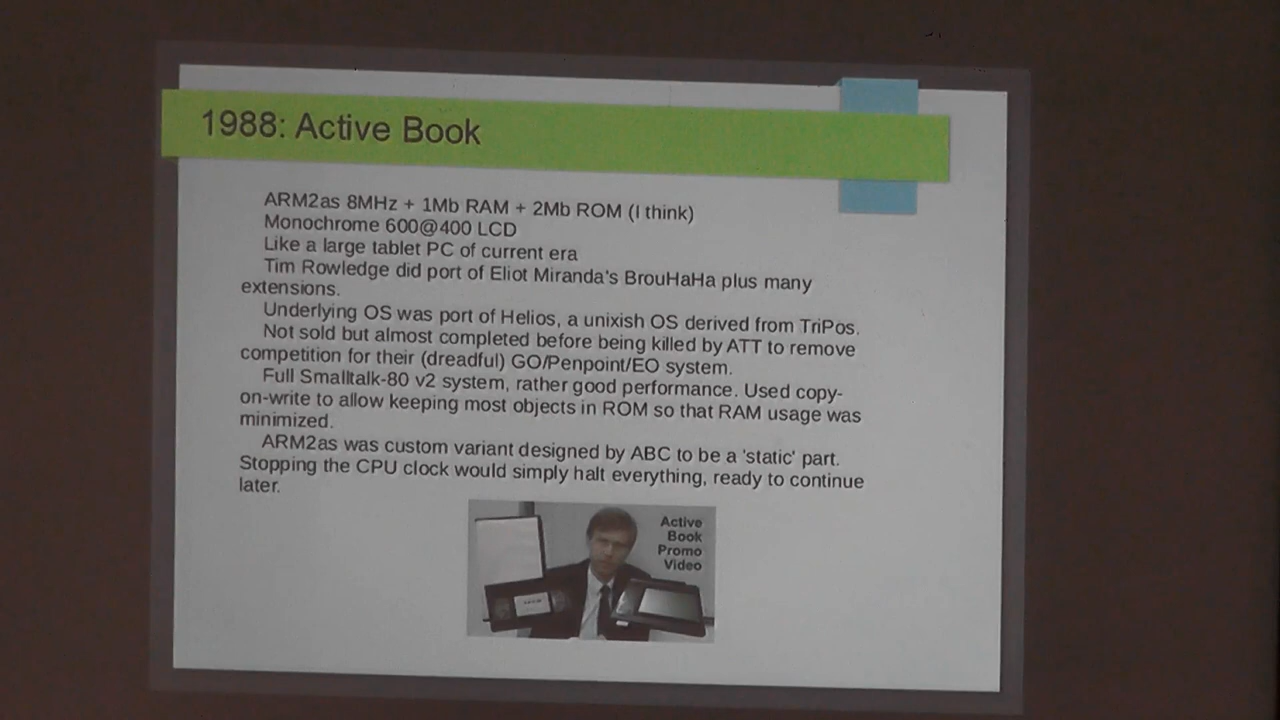 1988: Active Book
ARM2as 8MHz + 1Mb RAM + 2Mb ROM (I think)
Monochrome 600@400 LCD
Like a large tablet PC of current era
Tim Rowledge did port of Eliot Miranda's BrouHaHa plus many
extensions.
Underlying OS was port of Helios, a unixish OS derived from TriPos.
Not sold but almost completed before being killed by ATT to remove
competition for their (dreadful) GO/Penpoint/EO system.
Full Smalltalk-80 v2 system, rather good performance. Used copy-
on-write to allow keeping most objects in ROM so that RAM usage was
minimized.
ARM2as was custom variant designed by ABC to be a 'static' part.
Stopping the CPU clock would simply halt everything, ready to continue
later.
Active
Book
Promo
Video